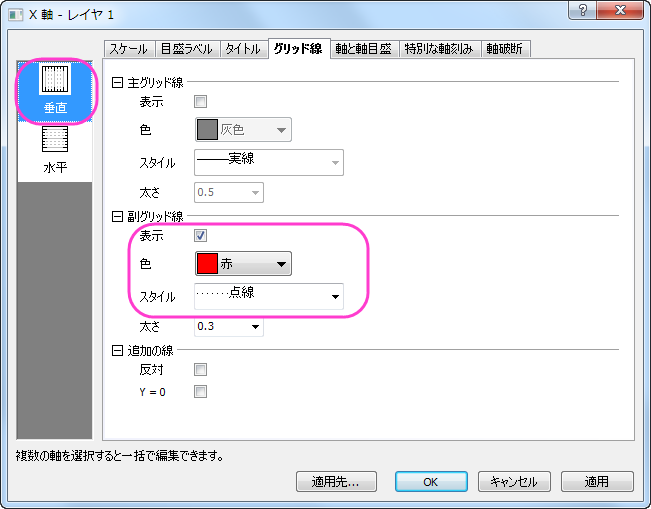 X 軸 - レイヤ 1
スケール 目盛ラベル タイトル グリッド線 軸と軸目盛 特別な軸刻み 軸破断
垂直
水平
主グリッド線
表示
色 灰色
スタイル 実線
太さ 0.5
副グリッド線
表示
色 赤
スタイル 点線
太さ 0.3
追加の線
反対
Y = 0
複数の軸を選択すると一括で編集できます。
適用先... OK キャンセル 適用